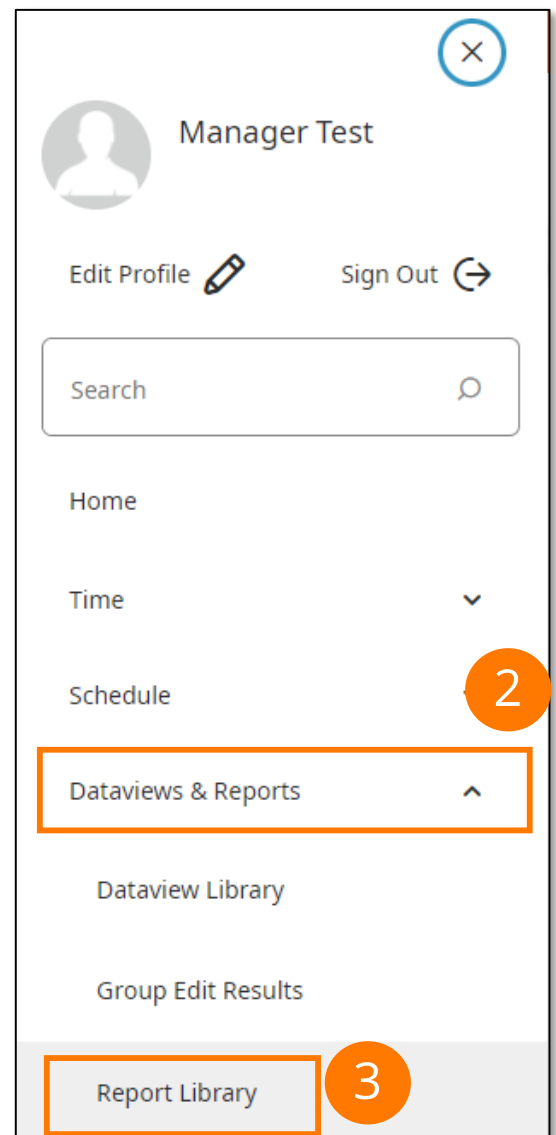 Manager Test
Edit Profile Sign Out
Search
Home
Time
Schedule 2
Dataviews & Reports
Dataview Library
Group Edit Results
Report Library 3